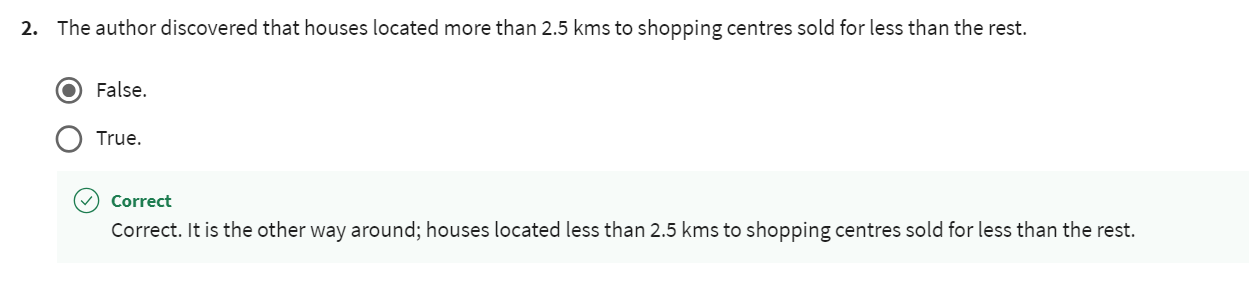 2. The author discovered that houses located more than 2.5 kms to shopping centres sold for less than the rest.
False.
True.
Correct
Correct. It is the other way around; houses located less than 2.5 kms to shopping centres sold for less than the rest.